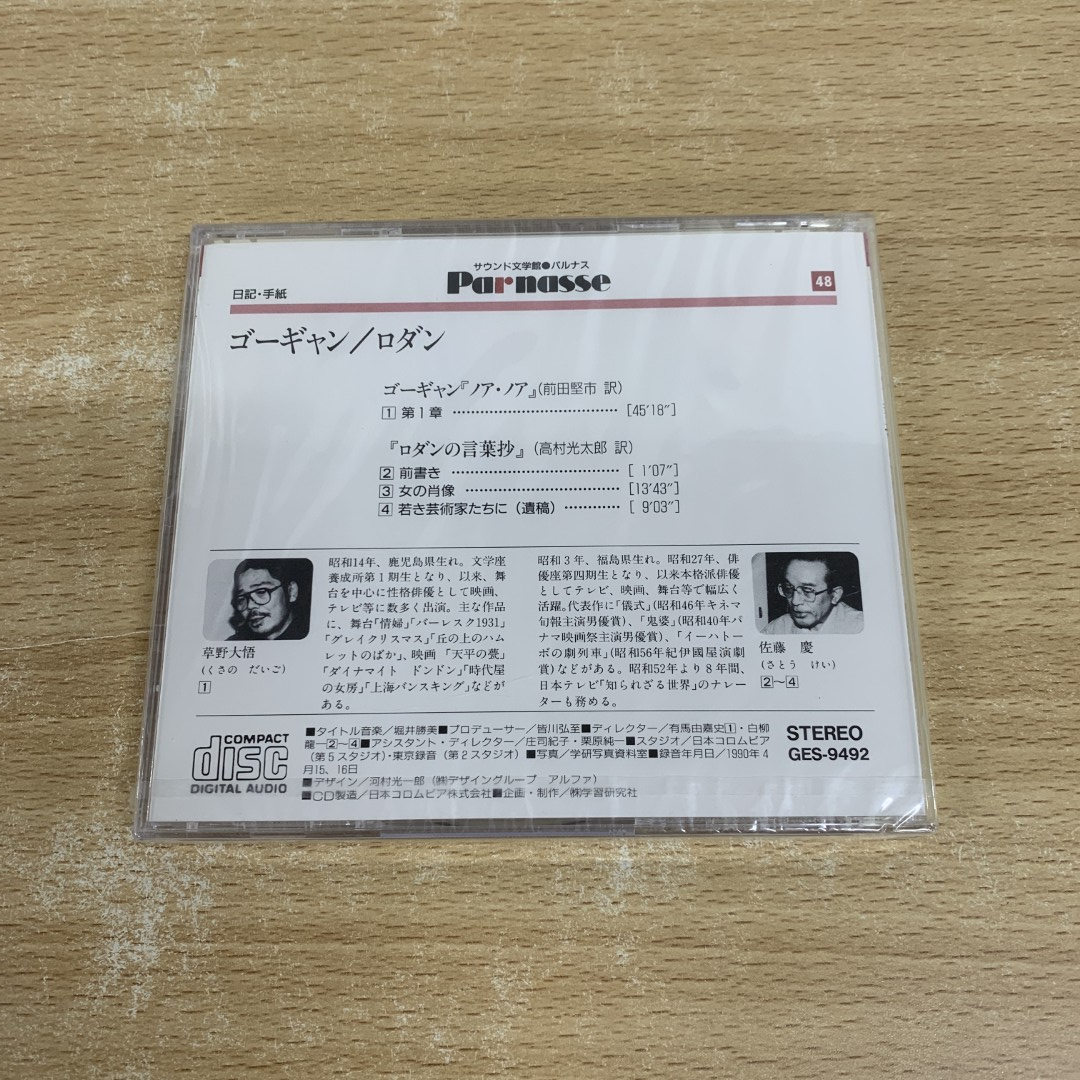 サウンド文学館●パルナス
Parnasse
日記・手紙
48
ゴーギャン／ロダン
ゴーギャン『ノア・ノア』(前田堅市 訳)
1 第1章 ……………………………… [45'18"]
『ロダンの言葉抄』(高村光太郎 訳)
2 前書き ……………………………… [ 1'07"]
3 女の肖像 …………………………… [13'43"]
4 若き芸術家たちに（遺稿）………… [ 9'03"]
草野大悟
(くさの だいご)
1
昭和14年、鹿児島県生れ。文学座
養成所第1期生となり、以来、舞
台を中心に性格俳優として映画、
テレビ等に数多く出演。主な作品
に、舞台「情婦」「バーレスク1931」
「グレイクリスマス」「丘の上のハム
レットのばか」、映画 「天平の甍」
「ダイナマイト ドンドン」「時代屋
の女房」「上海バンスキング」などが
ある。
昭和3年、福島県生れ。昭和27年、俳
優座第四期生となり、以来本格派俳優
としてテレビ、映画、舞台等で幅広く
活躍。代表作に「儀式」(昭和46年キネマ
旬報主演男優賞)、「鬼婆」(昭和40年パ
ナマ映画祭主演男優賞)、「イーハトー
ボの劇列車」(昭和56年紀伊國屋演劇
賞)などがある。昭和52年より8年間、
日本テレビ「知られざる世界」のナレー
ターも務める。
佐藤 慶
(さとう けい)
2〜4
COMPACT
disc
DIGITAL AUDIO
■タイトル音楽／堀井勝美■プロデューサー／皆川弘至■ディレクター／有馬由嘉史1・白柳
龍一2〜4■アシスタント・ディレクター／庄司紀子・栗原純一■スタジオ／日本コロムビア
(第5スタジオ)・東京録音（第2スタジオ）■写真／学研写真資料室■録音年月日／1990年4
月15、16日
■デザイン／河村光一郎（㈱デザイングループ アルファ）
■CD製造／日本コロムビア株式会社■企画・制作／㈱学習研究社
STEREO
GES-9492